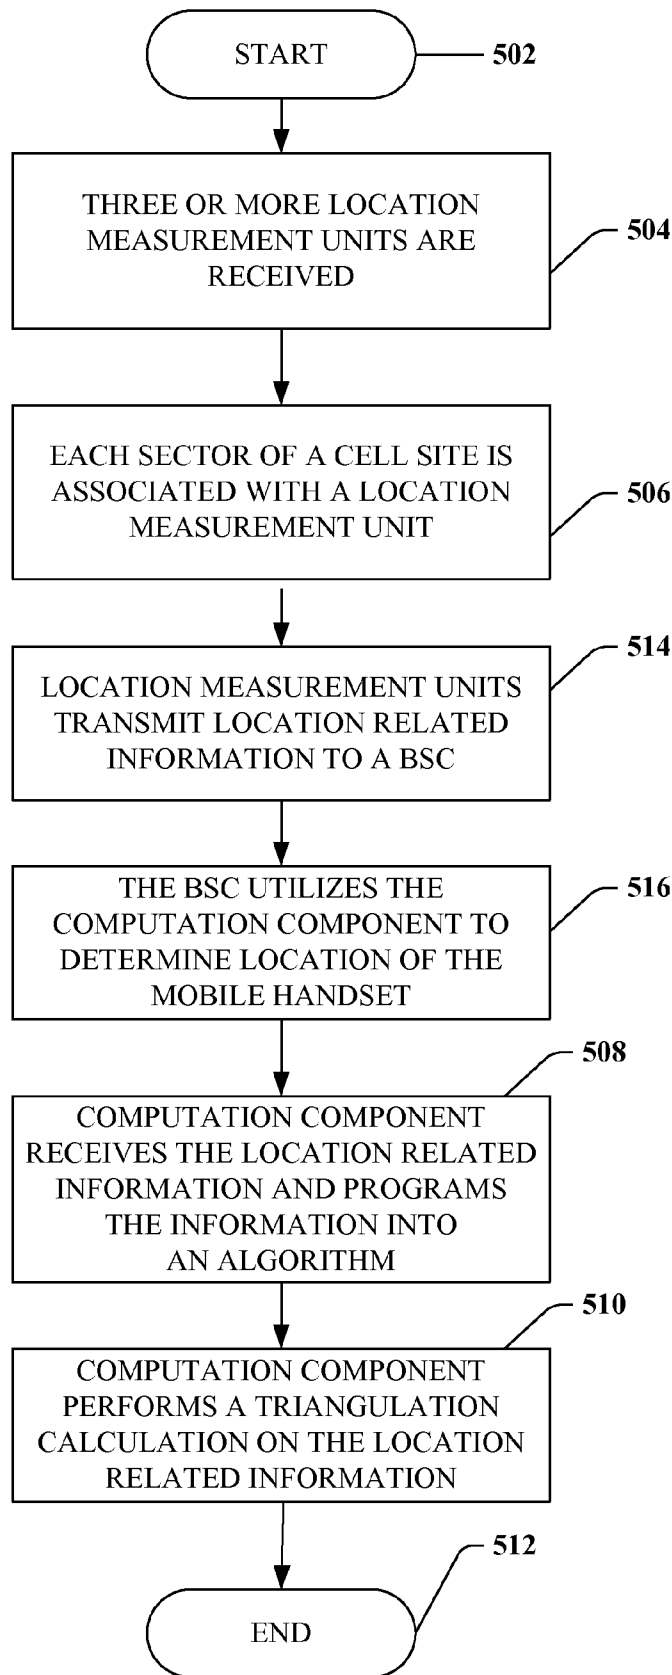 START
502
THREE OR MORE LOCATION
MEASUREMENT UNITS ARE
RECEIVED
504
EACH SECTOR OF A CELL SITE IS
ASSOCIATED WITH A LOCATION
MEASUREMENT UNIT
506
514
LOCATION MEASUREMENT UNITS
TRANSMIT LOCATION RELATED
INFORMATION TO A BSC
516
THE BSC UTILIZES THE
COMPUTATION COMPONENT TO
DETERMINE LOCATION OF THE
MOBILE HANDSET
508
COMPUTATION COMPONENT
RECEIVES THE LOCATION RELATED
INFORMATION AND PROGRAMS
THE INFORMATION INTO
AN ALGORITHM
510
COMPUTATION COMPONENT
PERFORMS A TRIANGULATION
CALCULATION ON THE LOCATION
RELATED INFORMATION
512
END